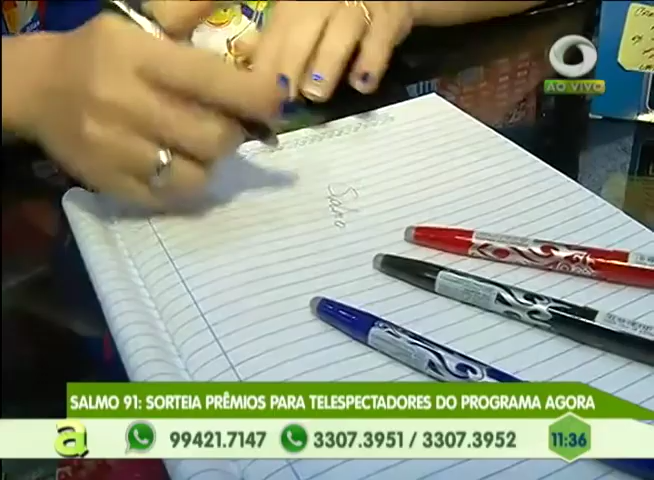 AO VIVO
Salmo
SALMO 91: SORTEIA PRÊMIOS PARA TELESPECTADORES DO PROGRAMA AGORA
a 99421.7147 3307.3951 / 3307.3952 11:36